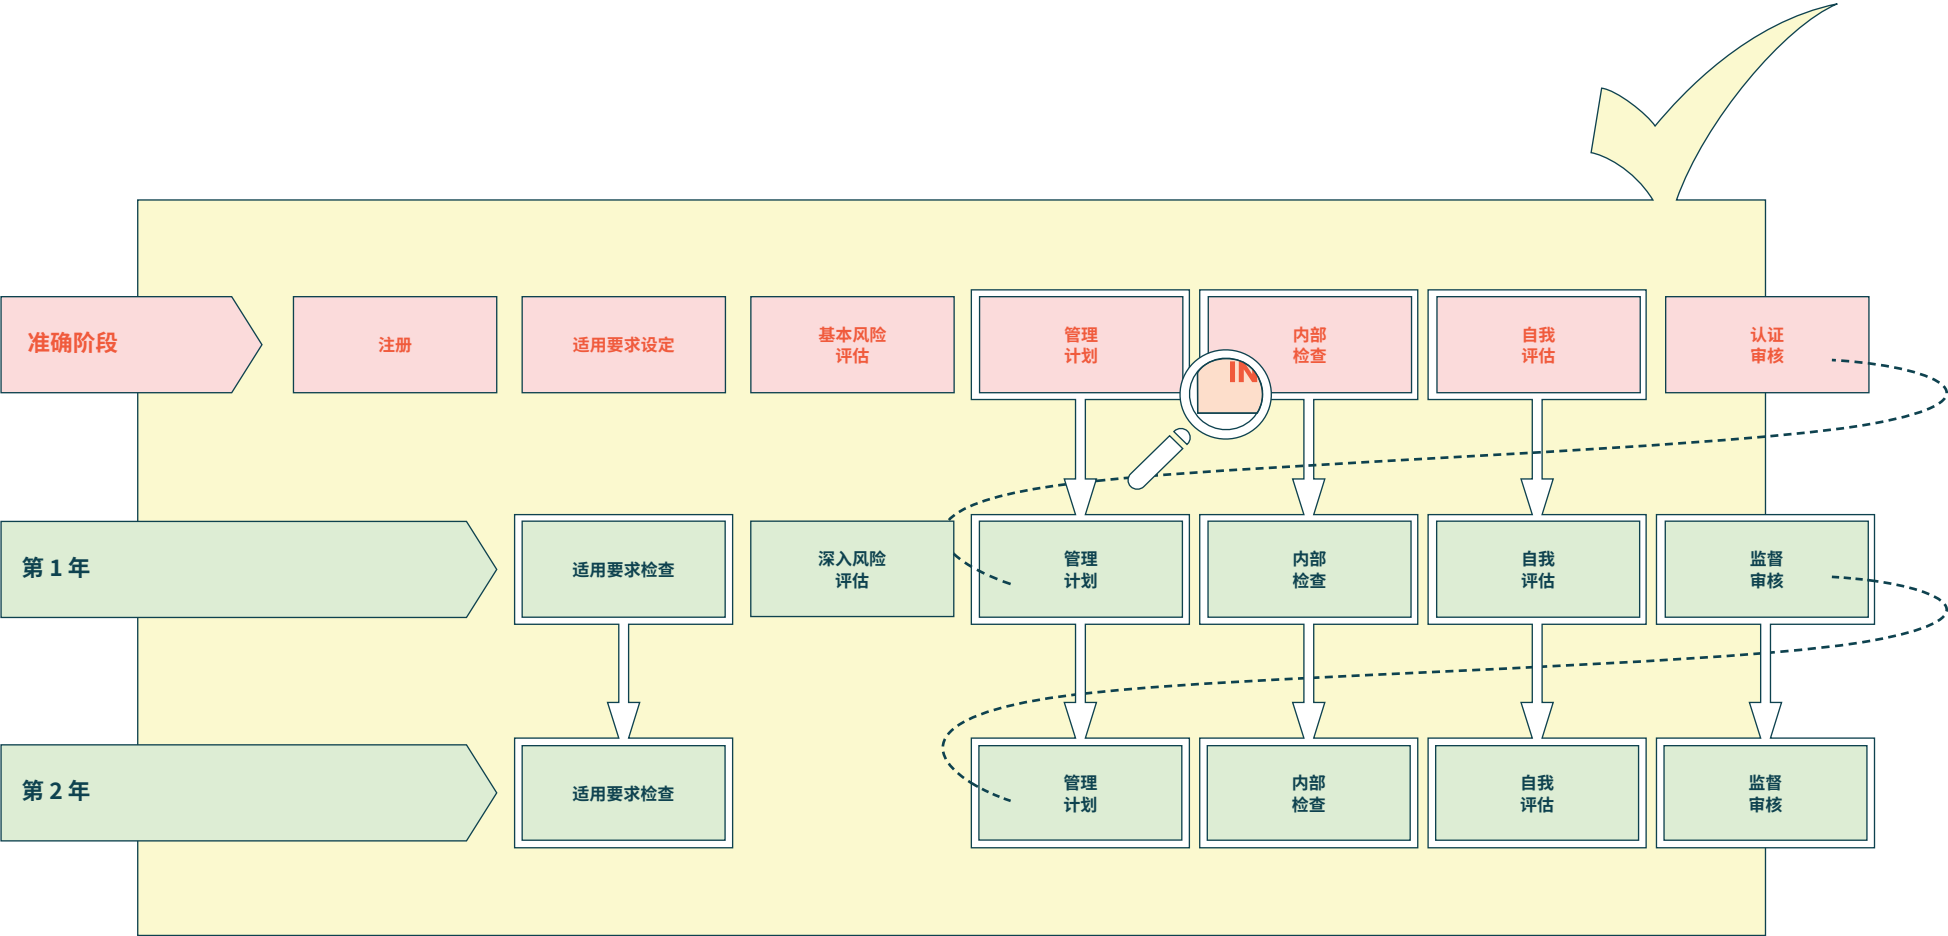 准确阶段
注册
适用要求设定
基本风险
评估
管理
计划
内部
检查
IN
自我
评估
认证
审核
第 1 年
适用要求检查
深入风险
评估
管理
计划
内部
检查
自我
评估
监督
审核
第 2 年
适用要求检查
管理
计划
内部
检查
自我
评估
监督
审核